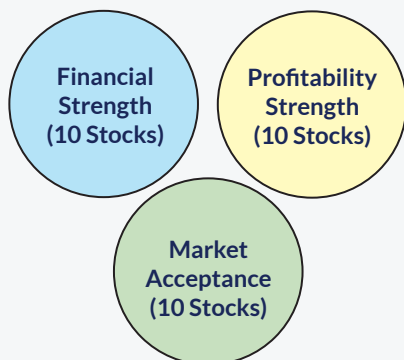 Financial
Strength
(10 Stocks)
Profitability
Strength
(10 Stocks)
Market
Acceptance
(10 Stocks)